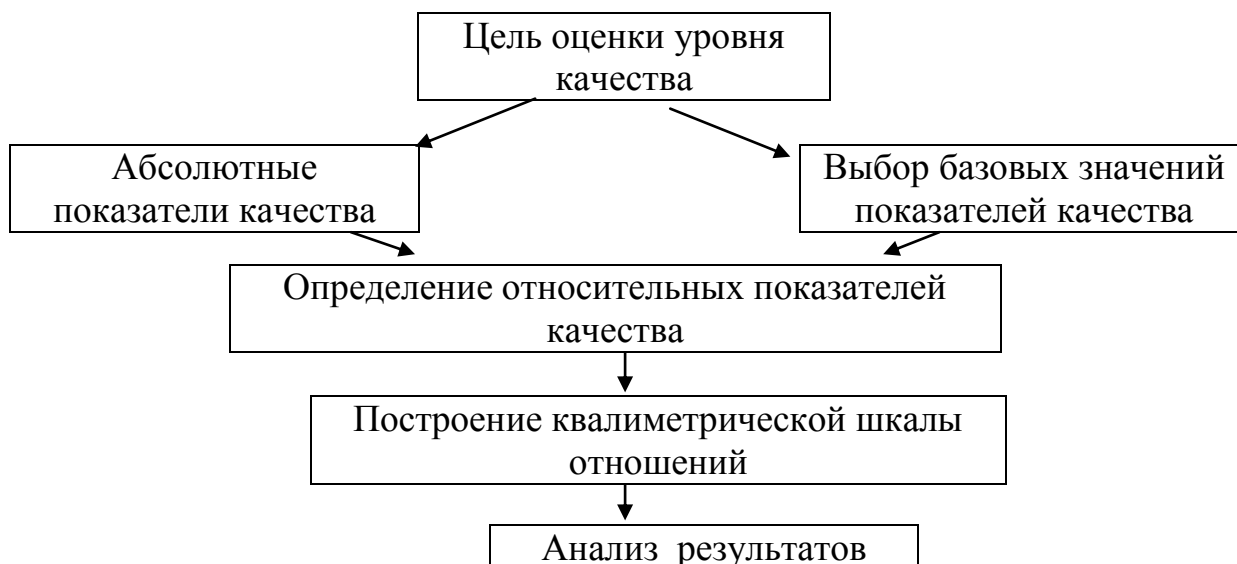 Цель оценки уровня
качества
Абсолютные
показатели качества
Выбор базовых значений
показателей качества
Определение относительных показателей
качества
Построение квалиметрической шкалы
отношений
Анализ результатов